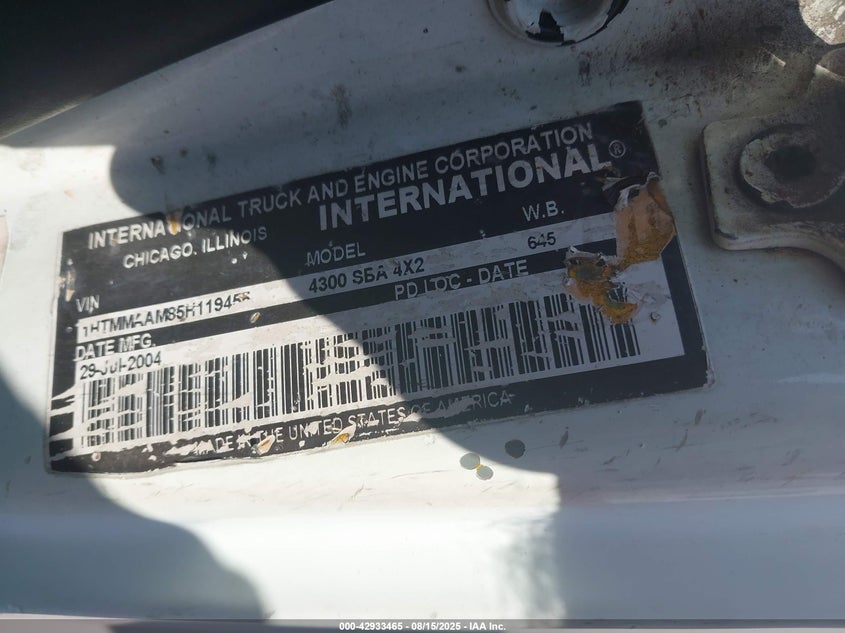 INTERNATIONAL TRUCK AND ENGINE CORPORATION
CHICAGO, ILLINOIS
INTERNATIONAL®
VIN
MODEL
W.B.
4300 SBA 4X2
645
DATE MFG.
PD LOC - DATE
29-Jul-2004
MADE IN THE UNITED STATES OF AMERICA
000-42933465 - 08/15/2025 - IAA Inc.